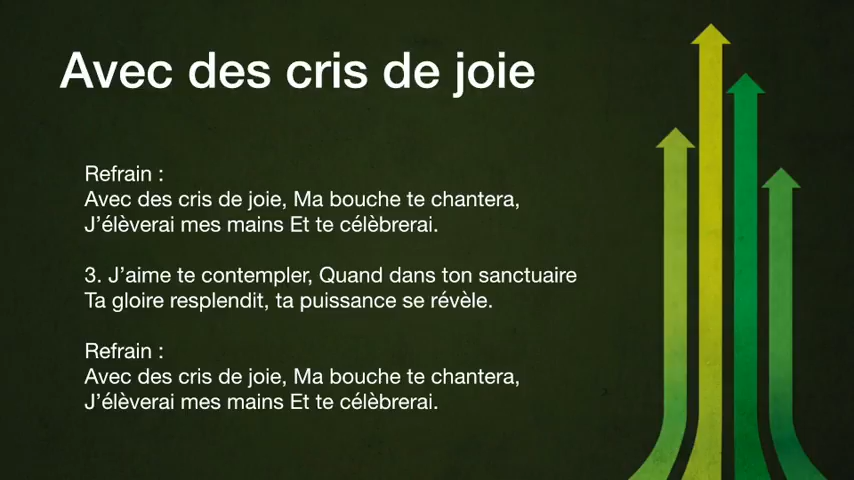 Avec des cris de joie
Refrain :
Avec des cris de joie, Ma bouche te chantera,
J’élèverai mes mains Et te célèbrerai.
3. J’aime te contempler, Quand dans ton sanctuaire
Ta gloire resplendit, ta puissance se révèle.
Refrain :
Avec des cris de joie, Ma bouche te chantera,
J’élèverai mes mains Et te célèbrerai.